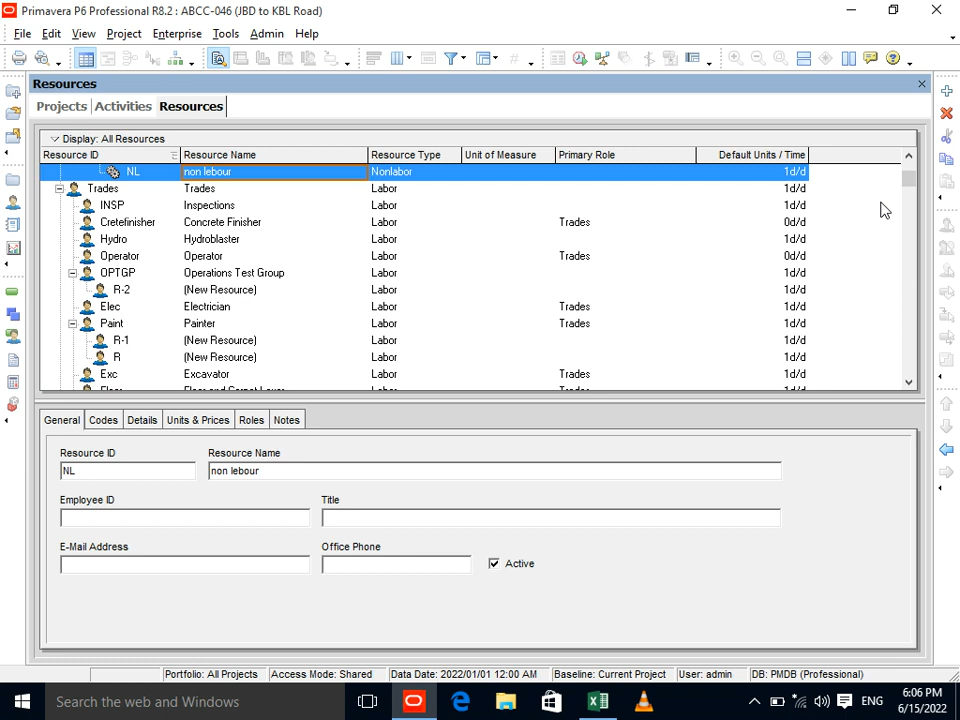 Primavera P6 Professional R8.2 : ABCC-046 (JBD to KBL Road)
File Edit View Project Enterprise Tools Admin Help
Resources
Projects Activities Resources
Display: All Resources
Resource ID Resource Name Resource Type Unit of Measure Primary Role Default Units / Time
NL non lebour Nonlabor 1d/d
Trades Trades Labor 1d/d
INSP Inspections Labor 1d/d
Cretefinisher Concrete Finisher Labor Trades 0d/d
Hydro Hydroblaster Labor 1d/d
Operator Operator Labor Trades 0d/d
OPTGP Operations Test Group Labor 1d/d
R-2 (New Resource) Labor 1d/d
Elec Electrician Labor Trades 1d/d
Paint Painter Labor Trades 1d/d
R-1 (New Resource) Labor 1d/d
R (New Resource) Labor 1d/d
Exc Excavator Labor Trades 1d/d
General Codes Details Units & Prices Roles Notes
Resource ID Resource Name
NL non lebour
Employee ID Title
E-Mail Address Office Phone
Active
Portfolio: All Projects Access Mode: Shared Data Date: 2022/01/01 12:00 AM Baseline: Current Project User: admin DB: PMDB (Professional)
Search the web and Windows ENG 6:06 PM
6/15/2022